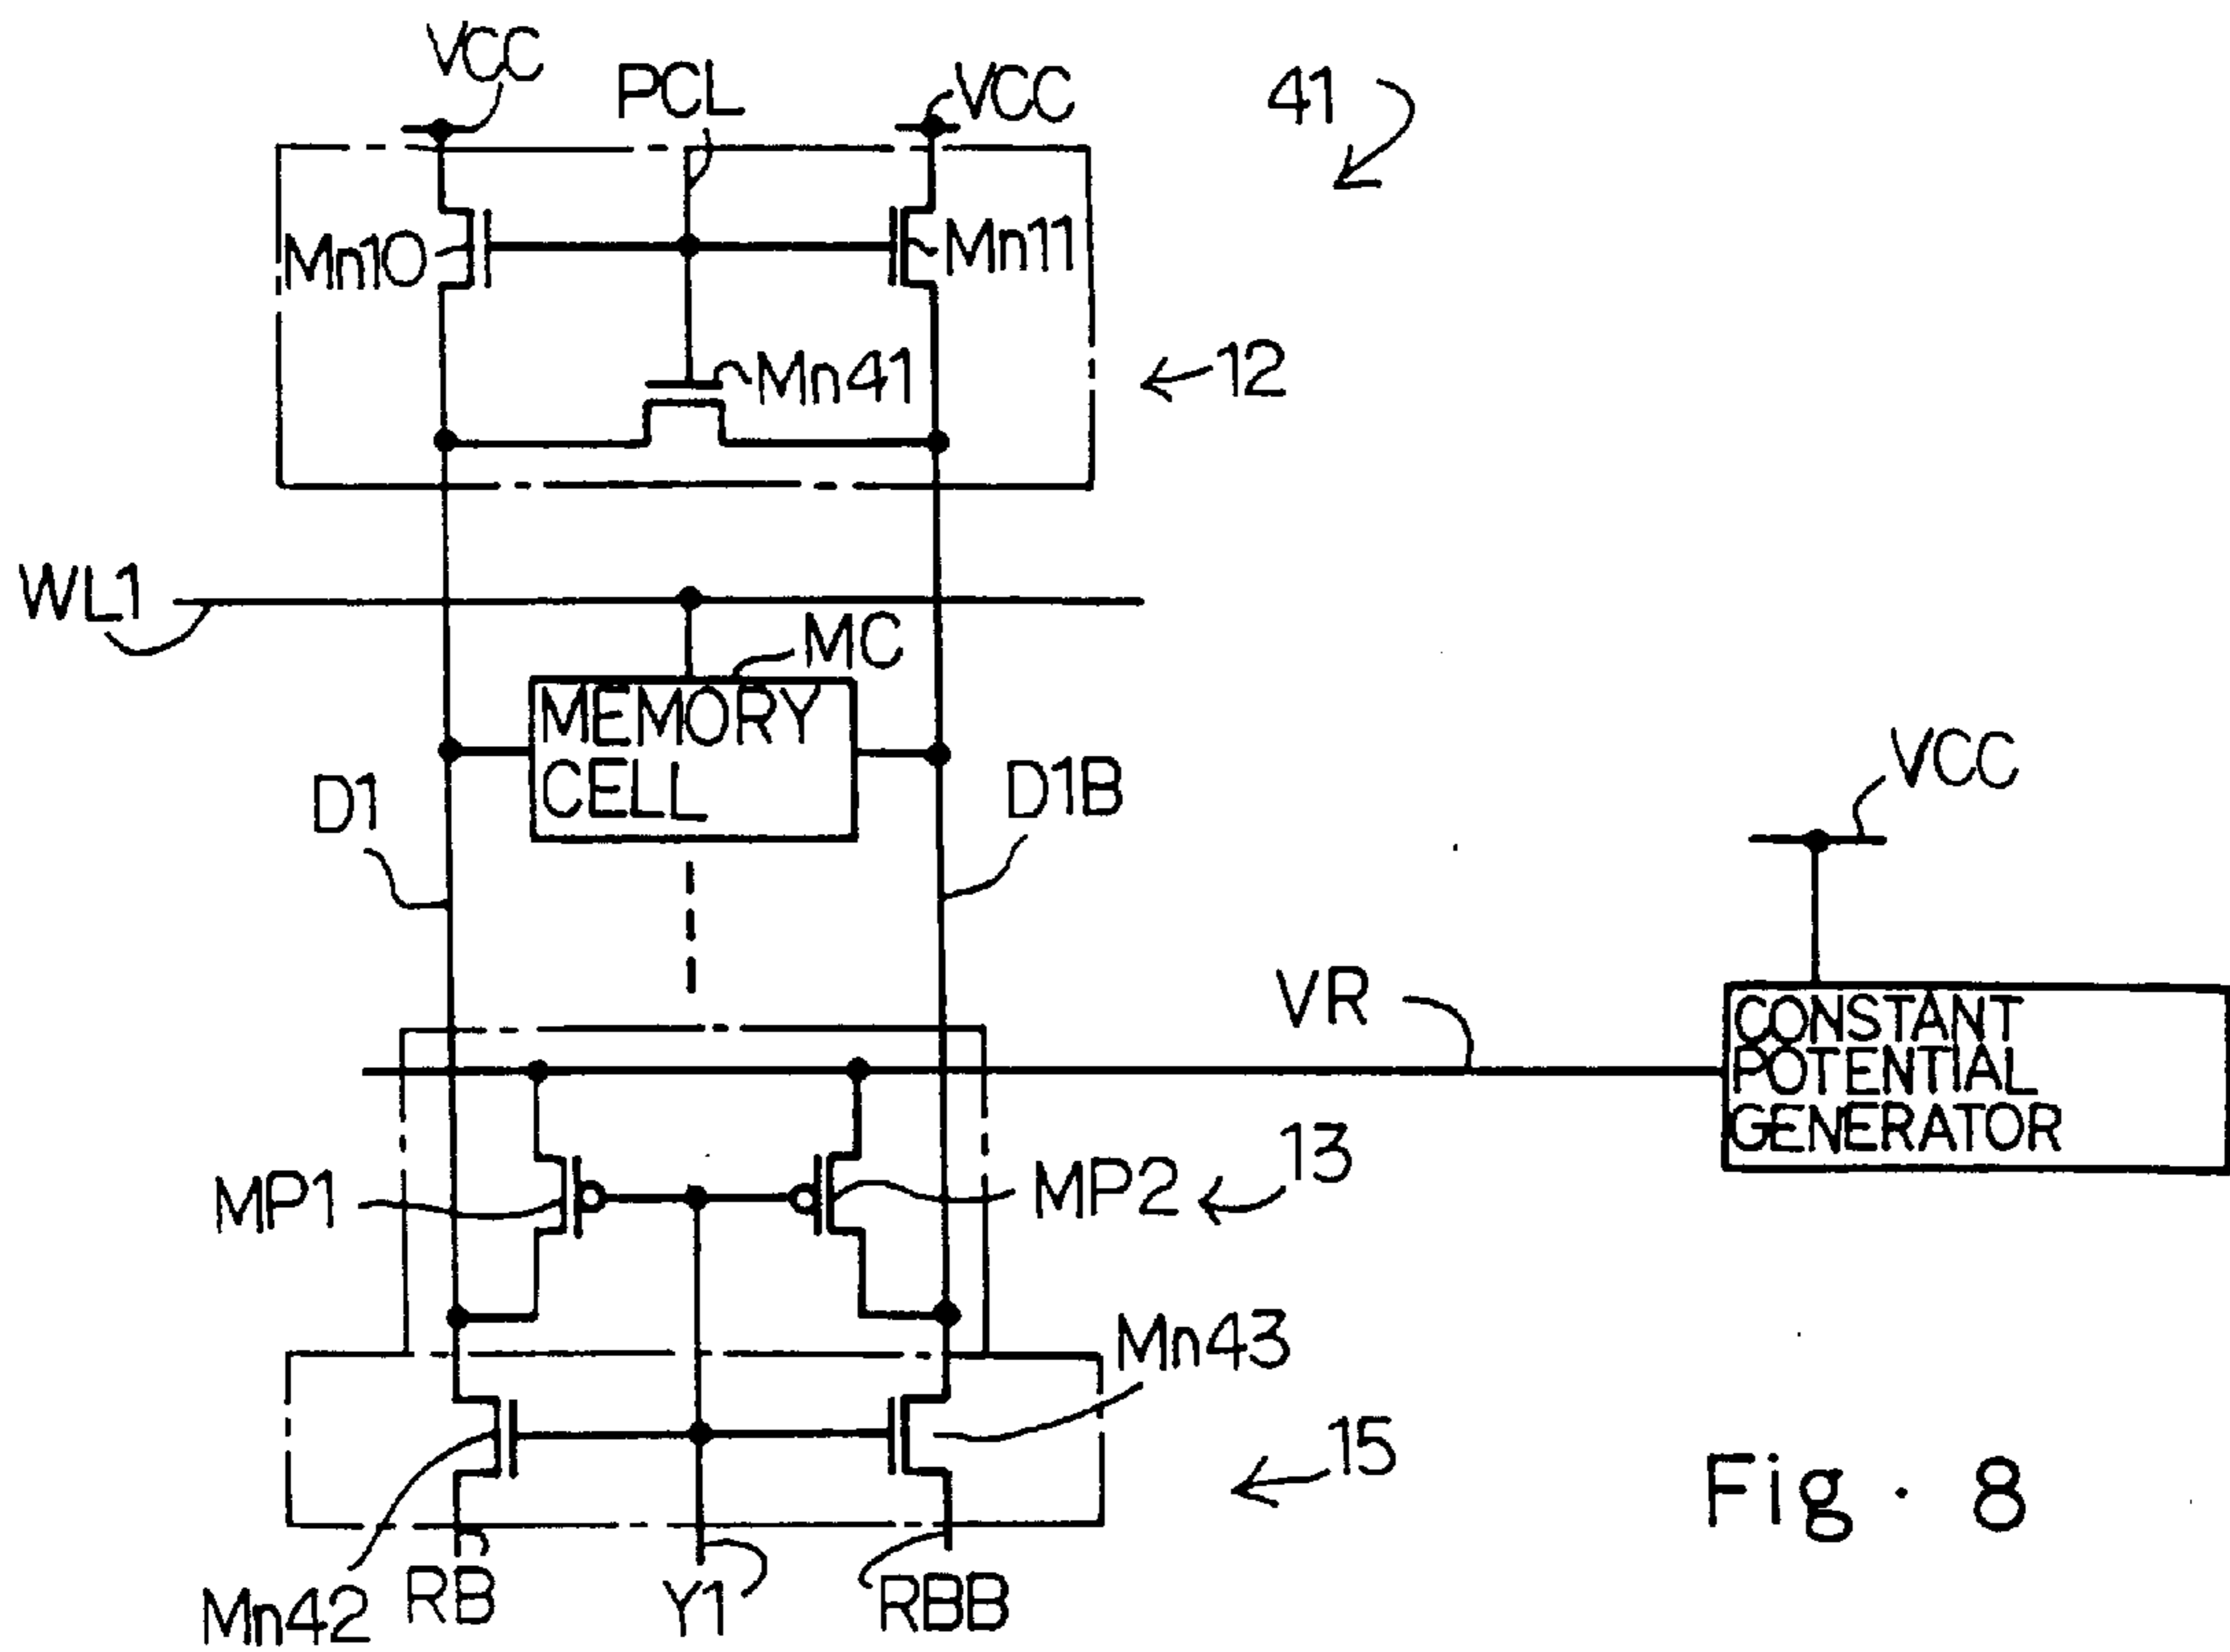 VCC
PCL
VCC
41
Mn10
Mn11
Mn41
12
WL1
MC
MEMORY
CELL
D1
D1B
VCC
VR
CONSTANT
POTENTIAL
GENERATOR
13
MP1
MP2
Mn43
15
Fig. 8
Mn42
RB
Y1
RBB